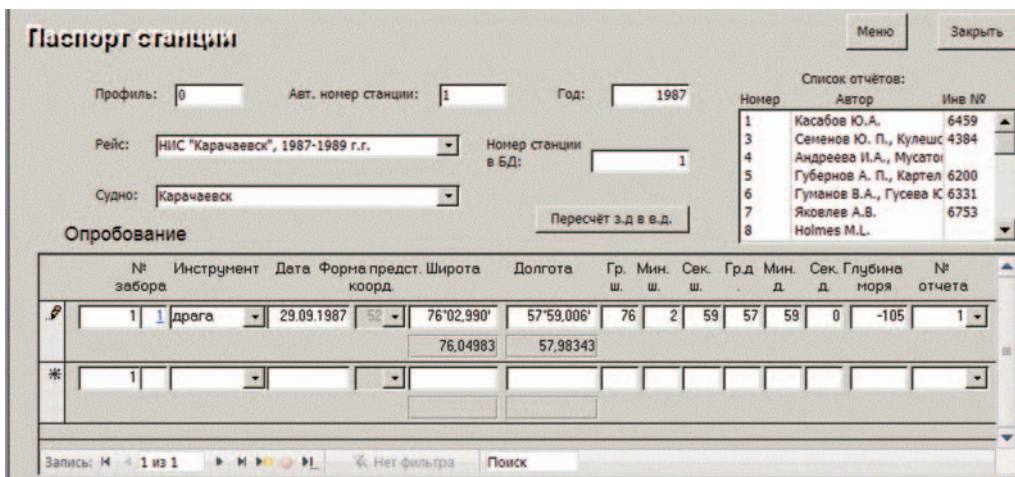 Паспорт станции
Меню
Закрыть
Профиль: 0 Авт. номер станции: 1 Год: 1987
Список отчётов:
Номер Автор Инв №
1 Касабов Ю.А. 6459
3 Семенов Ю. П., Кулешс 4384
4 Андреева И.А., Мусатов
5 Губернов А. П., Картел 6200
6 Гуманов В.А., Гусева К 6331
7 Яковлев А.В. 6753
8 Holmes M.L.
Рейс: НИС "Карачаевск", 1987-1989 г.г.
Номер станции
в БД: 1
Судно: Карачаевск
Пересчёт з.д в в.д.
Опробование
№ Инструмент Дата Форма предст. Широта Долгота Гр. Мин. Сек. Гр.д Мин. Сек. Глубина №
забора коорд. ш. ш. ш. . д. д. моря отчета
1 1 драга 29.09.1987 52 76°02,990' 57°59,006' 76 2 59 57 59 0 -105 1
76,04983 57,98343
1
Запись: 1 из 1 Нет фильтра Поиск